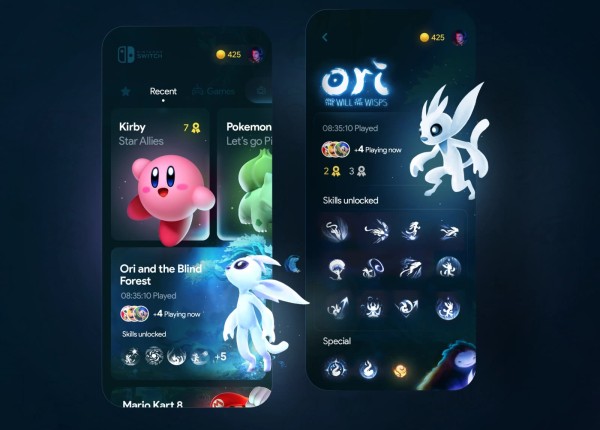 SWITCH
425
Recent
Games
Kirby
7
Star Allies
Pokemon
Let's go Pi
Ori and the Blind
Forest
08:35:10 Played
+4 Playing now
Skills unlocked
+5
Mario Kart 8
425
ori
AND THE WILL OF THE WISPS
08:35:10 Played
+4 Playing now
2 3
Skills unlocked
Special